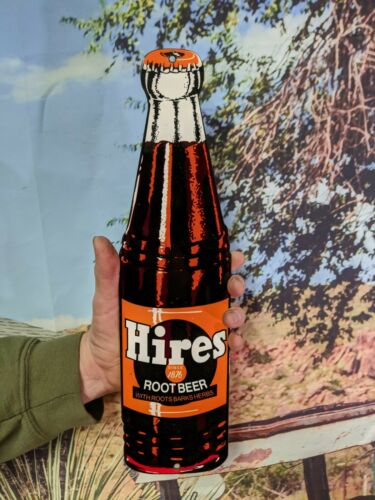 Hires
SINCE
1876
ROOT BEER
WITH ROOTS BARKS HERBS